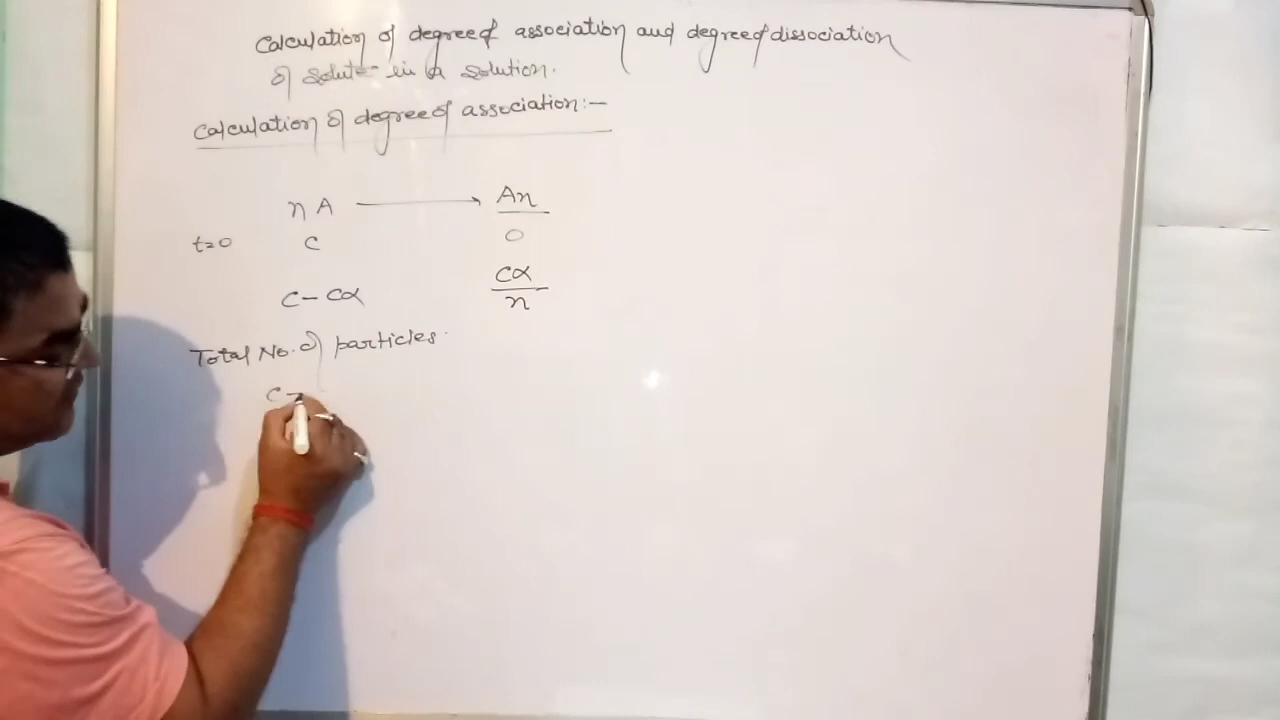 Calculation of degree of association and degree of dissociation
of solute in a solution.
Calculation of degree of association:-
nA ⟶ An
t=0 C 0
C-Cα Cα/n
Total No. of particles.
C-